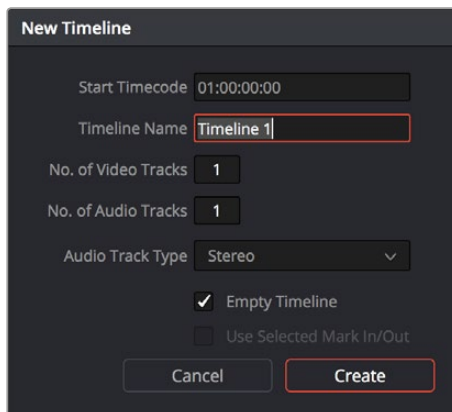 New Timeline
Start Timecode 01:00:00:00
Timeline Name Timeline 1
No. of Video Tracks 1
No. of Audio Tracks 1
Audio Track Type Stereo
Empty Timeline
Use Selected Mark In/Out
Cancel Create